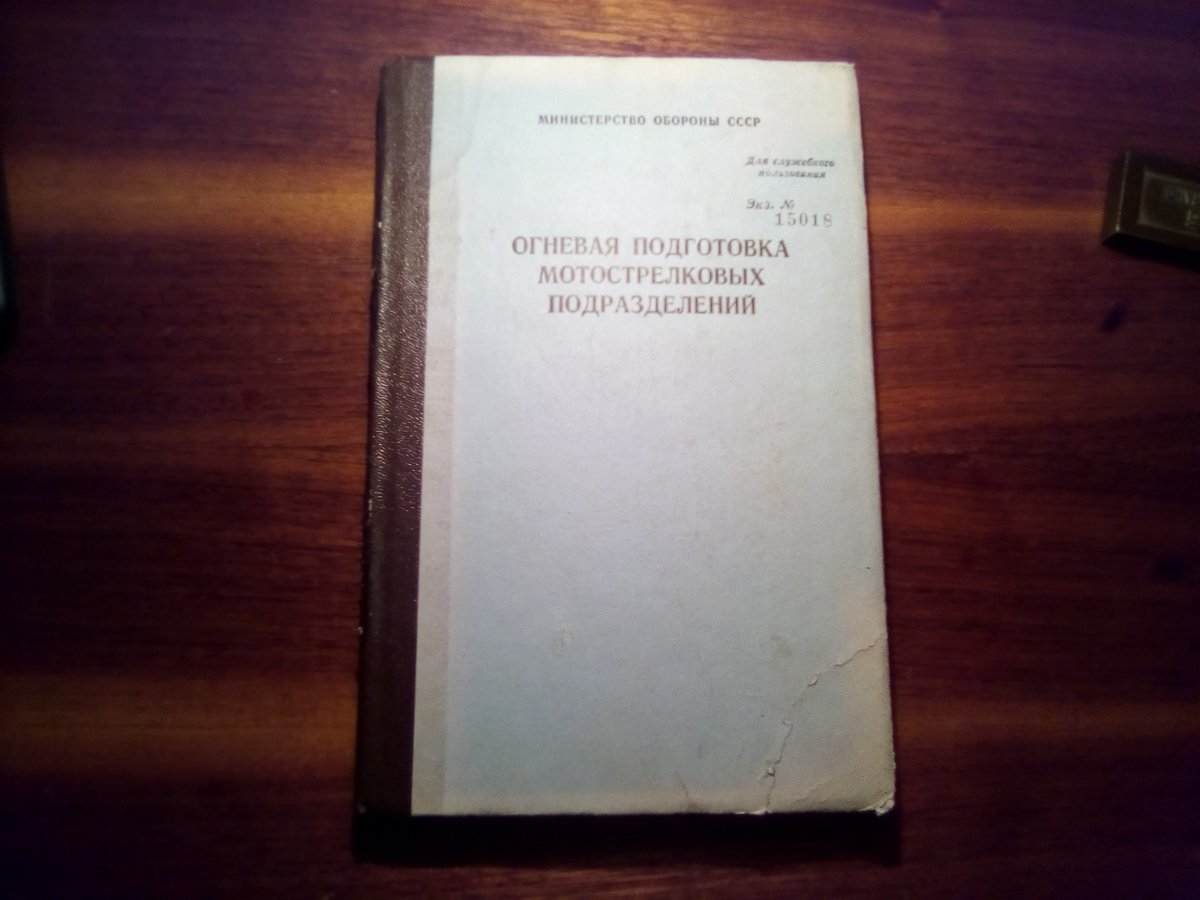 МИНИСТЕРСТВО ОБОРОНЫ СССР
Для служебного
пользования
Экз. №
15018
ОГНЕВАЯ ПОДГОТОВКА
МОТОСТРЕЛКОВЫХ
ПОДРАЗДЕЛЕНИЙ